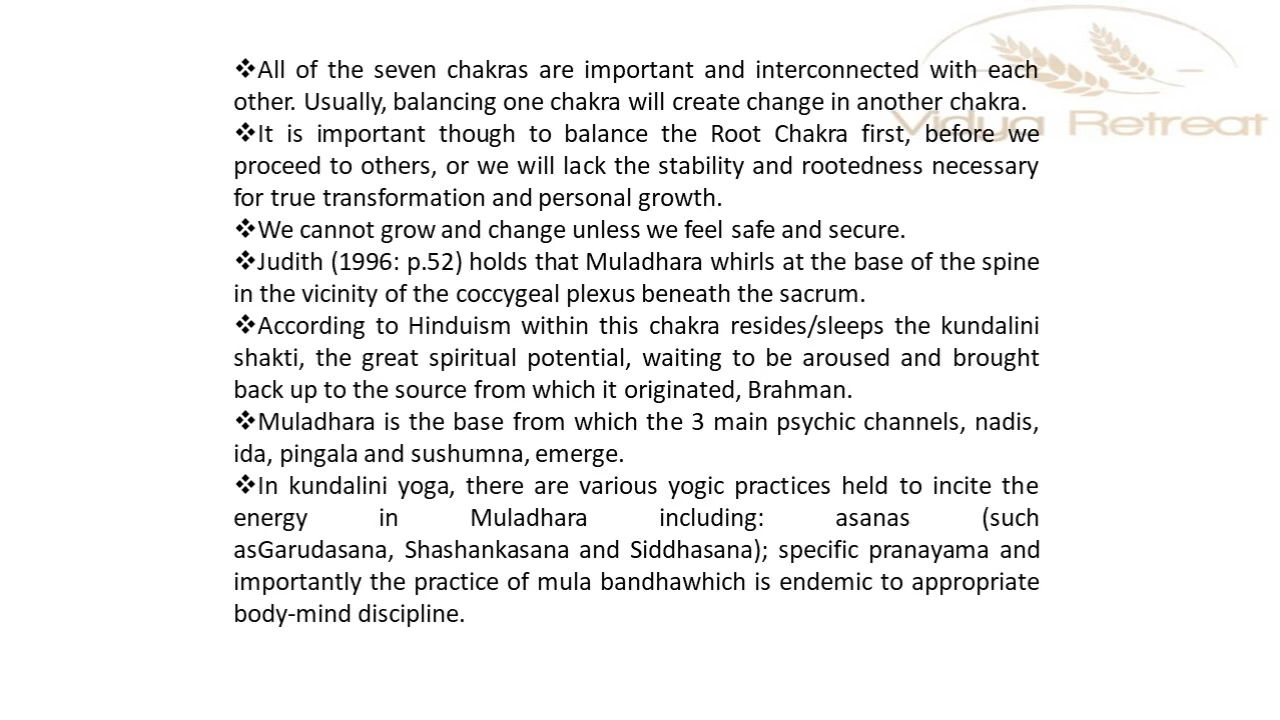 Vidya Retreat
❖All of the seven chakras are important and interconnected with each
other. Usually, balancing one chakra will create change in another chakra.
❖It is important though to balance the Root Chakra first, before we
proceed to others, or we will lack the stability and rootedness necessary
for true transformation and personal growth.
❖We cannot grow and change unless we feel safe and secure.
❖Judith (1996: p.52) holds that Muladhara whirls at the base of the spine
in the vicinity of the coccygeal plexus beneath the sacrum.
❖According to Hinduism within this chakra resides/sleeps the kundalini
shakti, the great spiritual potential, waiting to be aroused and brought
back up to the source from which it originated, Brahman.
❖Muladhara is the base from which the 3 main psychic channels, nadis,
ida, pingala and sushumna, emerge.
❖In kundalini yoga, there are various yogic practices held to incite the
energy in Muladhara including: asanas (such
asGarudasana, Shashankasana and Siddhasana); specific pranayama and
importantly the practice of mula bandhawhich is endemic to appropriate
body-mind discipline.